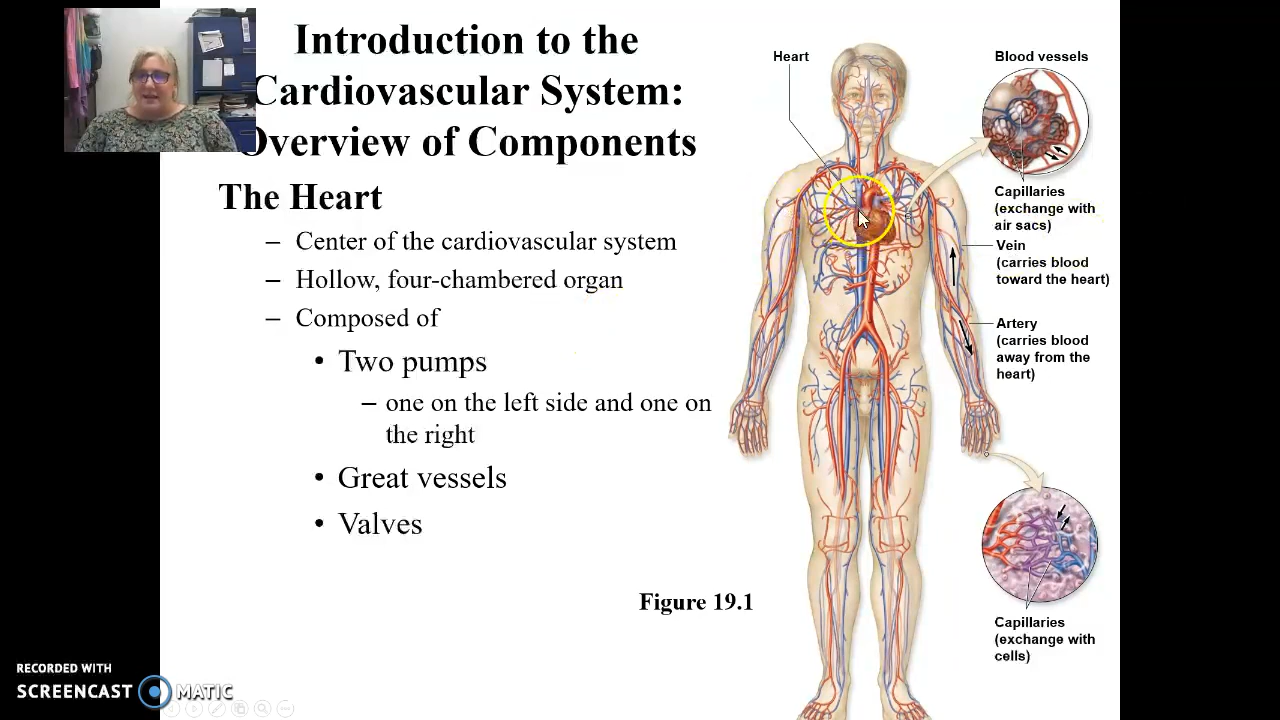 Introduction to the
Cardiovascular System:
Overview of Components
The Heart
– Center of the cardiovascular system
– Hollow, four-chambered organ
– Composed of
• Two pumps
– one on the left side and one on
the right
• Great vessels
• Valves
Figure 19.1
Heart
Blood vessels
Capillaries
(exchange with
air sacs)
Vein
(carries blood
toward the heart)
Artery
(carries blood
away from the
heart)
Capillaries
(exchange with
cells)
RECORDED WITH
SCREENCAST MATIC